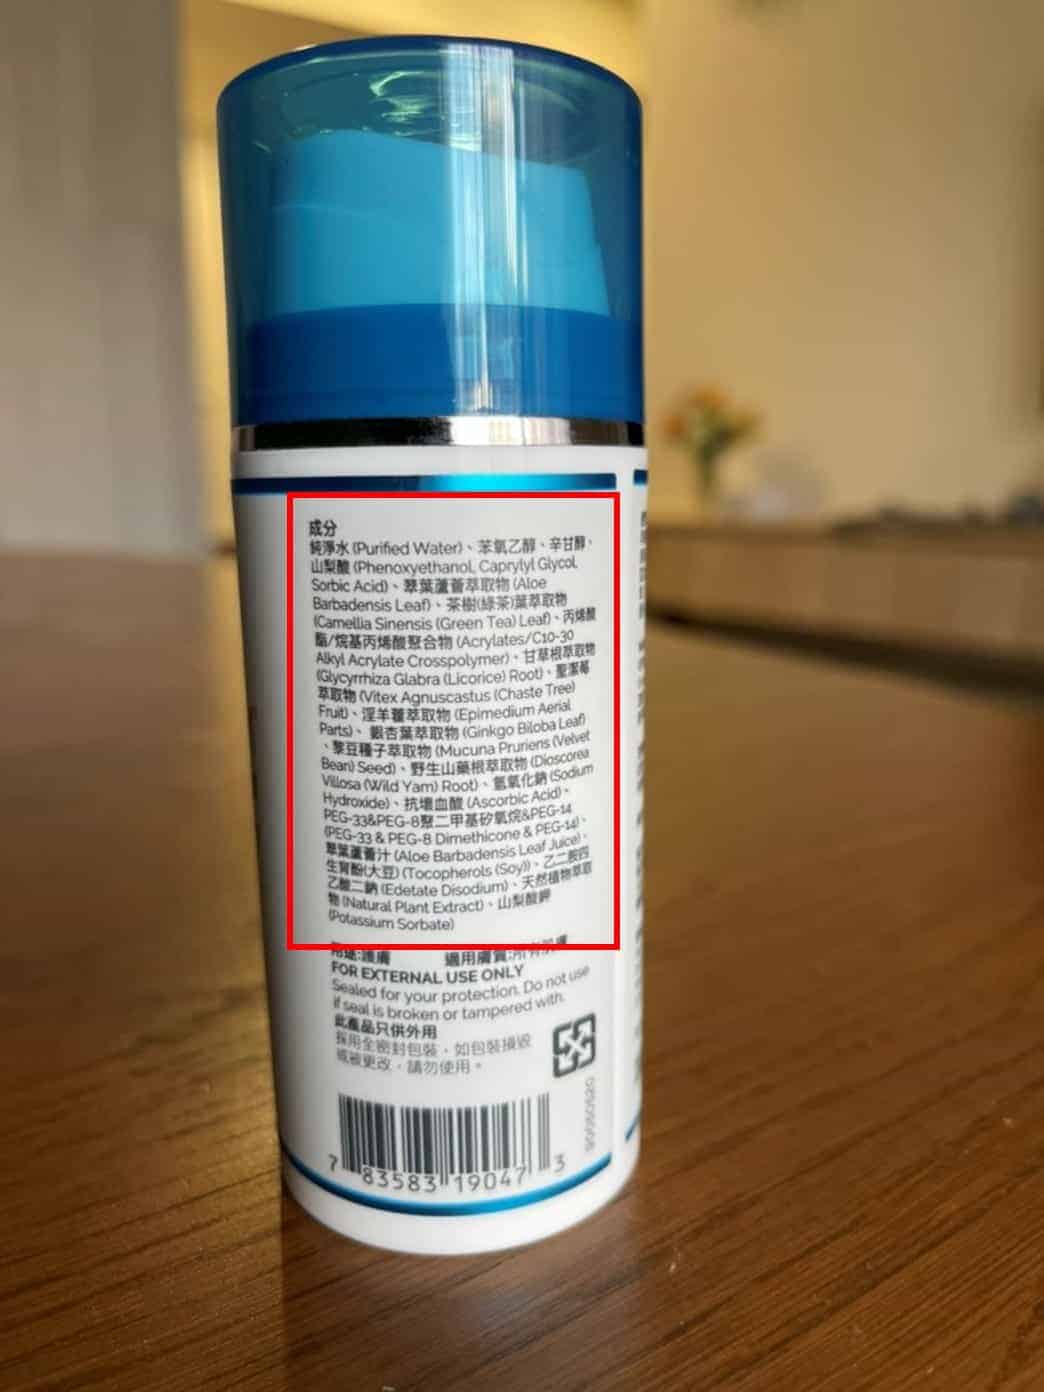 成分
純淨水 (Purified Water)、苯氧乙醇、辛甘醇、
山梨酸 (Phenoxyethanol, Caprylyl Glycol,
Sorbic Acid)、翠葉蘆薈萃取物 (Aloe
Barbadensis Leaf)、茶樹(綠茶)葉萃取物
(Camellia Sinensis (Green Tea) Leaf)、丙烯酸
酯/烷基丙烯酸聚合物 (Acrylates/C10-30
Alkyl Acrylate Crosspolymer)、甘草根萃取物
(Glycyrrhiza Glabra (Licorice) Root)、聖潔莓
萃取物 (Vitex Agnuscastus (Chaste Tree)
Fruit)、淫羊藿萃取物 (Epimedium Aerial
Parts)、銀杏葉萃取物 (Ginkgo Biloba Leaf)
、黎豆種子萃取物 (Mucuna Pruriens (Velvet
Bean) Seed)、野生山藥根萃取物 (Dioscorea
Villosa (Wild Yam) Root)、氫氧化鈉 (Sodium
Hydroxide)、抗壞血酸 (Ascorbic Acid)、
PEG-33&PEG-8聚二甲基矽氧烷&PEG-14
(PEG-33 & PEG-8 Dimethicone & PEG-14)、
翠葉蘆薈汁 (Aloe Barbadensis Leaf Juice)、
生育酚(大豆) (Tocopherols (Soy))、乙二胺四
乙酸二鈉 (Edetate Disodium)、天然植物萃取
物 (Natural Plant Extract)、山梨酸鉀
(Potassium Sorbate)
用途:護膚 適用膚質:所有肌膚
FOR EXTERNAL USE ONLY
Sealed for your protection. Do not use
if seal is broken or tampered with.
此產品只供外用
採用全密封包裝，如包裝損毀
或被更改，請勿使用。
7 83583 19047 3